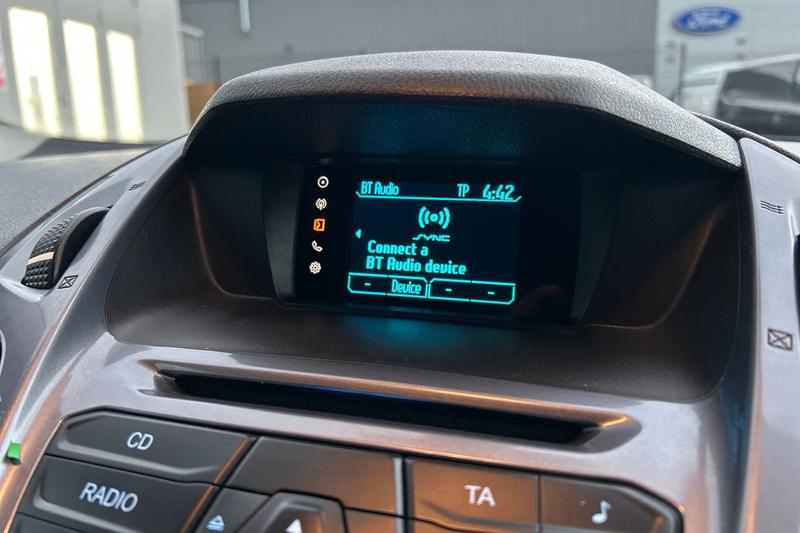 Ford
BT Audio TP 4:42
SYNC
Connect a
BT Audio device
-- Device -- --
CD
RADIO
TA